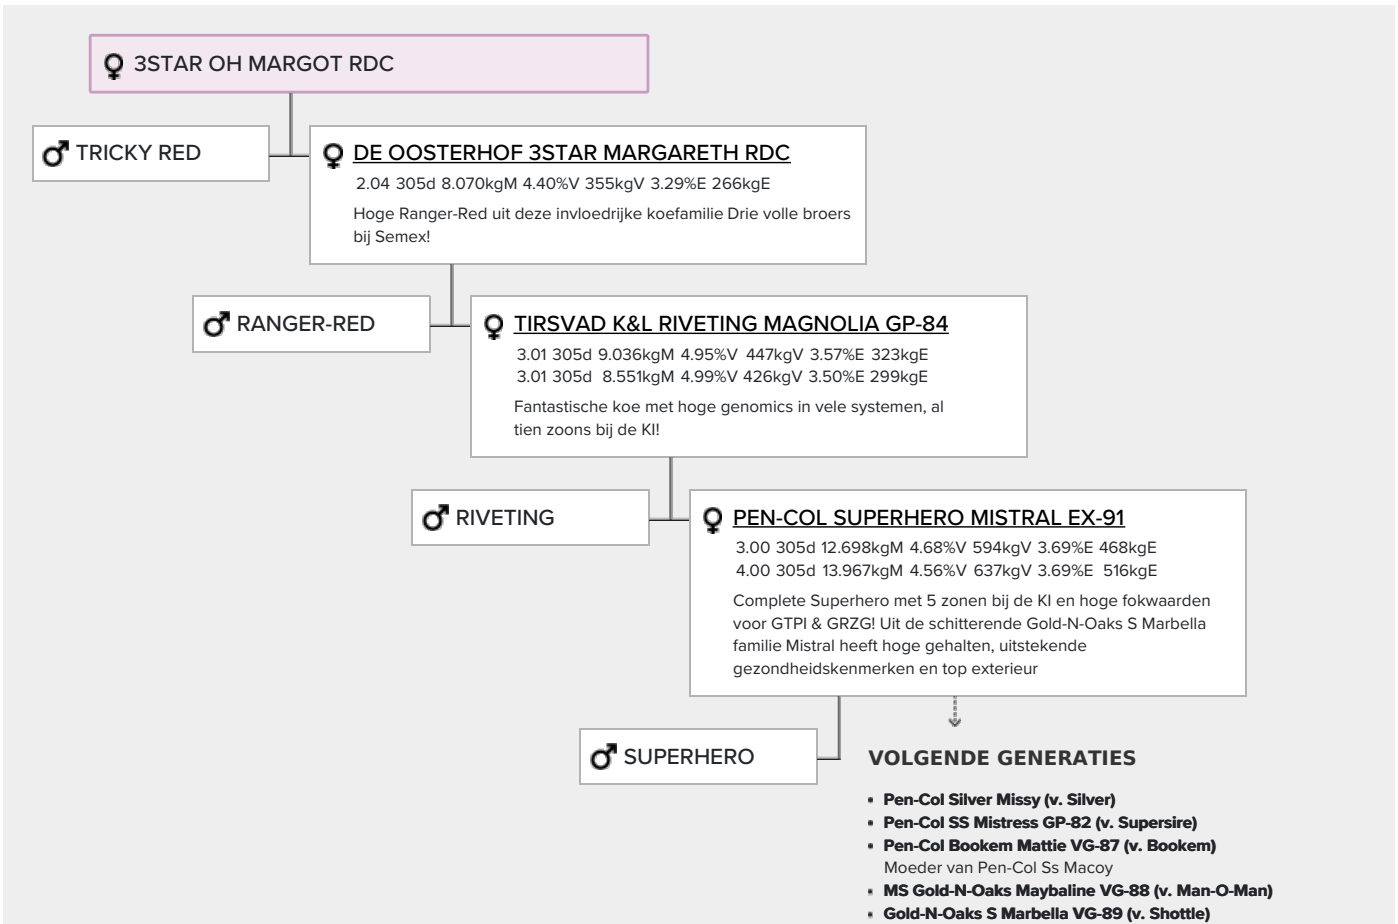 3STAR OH MARGOT RDC
TRICKY RED
DE OOSTERHOF 3STAR MARGARETH RDC
2.04 305d 8.070kgM 4.40%V 355kgV 3.29%E 266kgE
Hoge Ranger-Red uit deze invloedrijke koefamilie Drie volle broers
bij Semex!
RANGER-RED
TIRSVAD K&L RIVETING MAGNOLIA GP-84
3.01 305d 9.036kgM 4.95%V 447kgV 3.57%E 323kgE
3.01 305d 8.551kgM 4.99%V 426kgV 3.50%E 299kgE
Fantastische koe met hoge genomics in vele systemen, al
tien zoons bij de KI!
RIVETING
PEN-COL SUPERHERO MISTRAL EX-91
3.00 305d 12.698kgM 4.68%V 594kgV 3.69%E 468kgE
4.00 305d 13.967kgM 4.56%V 637kgV 3.69%E 516kgE
Complete Superhero met 5 zonen bij de KI en hoge fokwaarden
voor GTPI & GRZG! Uit de schitterende Gold-N-Oaks S Marbella
familie Mistral heeft hoge gehalten, uitstekende
gezondheidskenmerken en top exterieur
SUPERHERO
VOLGENDE GENERATIES
• Pen-Col Silver Missy (v. Silver)
• Pen-Col SS Mistress GP-82 (v. Supersire)
• Pen-Col Bookem Mattie VG-87 (v. Bookem)
Moeder van Pen-Col Ss Macoy
• MS Gold-N-Oaks Maybaline VG-88 (v. Man-O-Man)
• Gold-N-Oaks S Marbella VG-89 (v. Shottle)